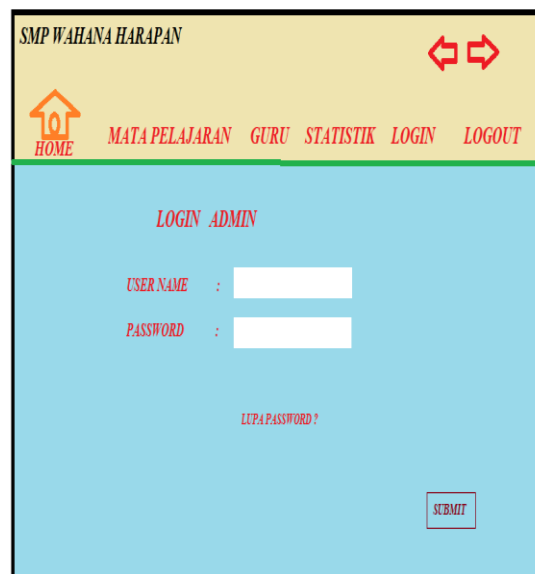 SMP WAHANA HARAPAN
HOME MATA PELAJARAN GURU STATISTIK LOGIN LOGOUT
LOGIN ADMIN
USER NAME :
PASSWORD :
LUPA PASSWORD ?
SUBMIT